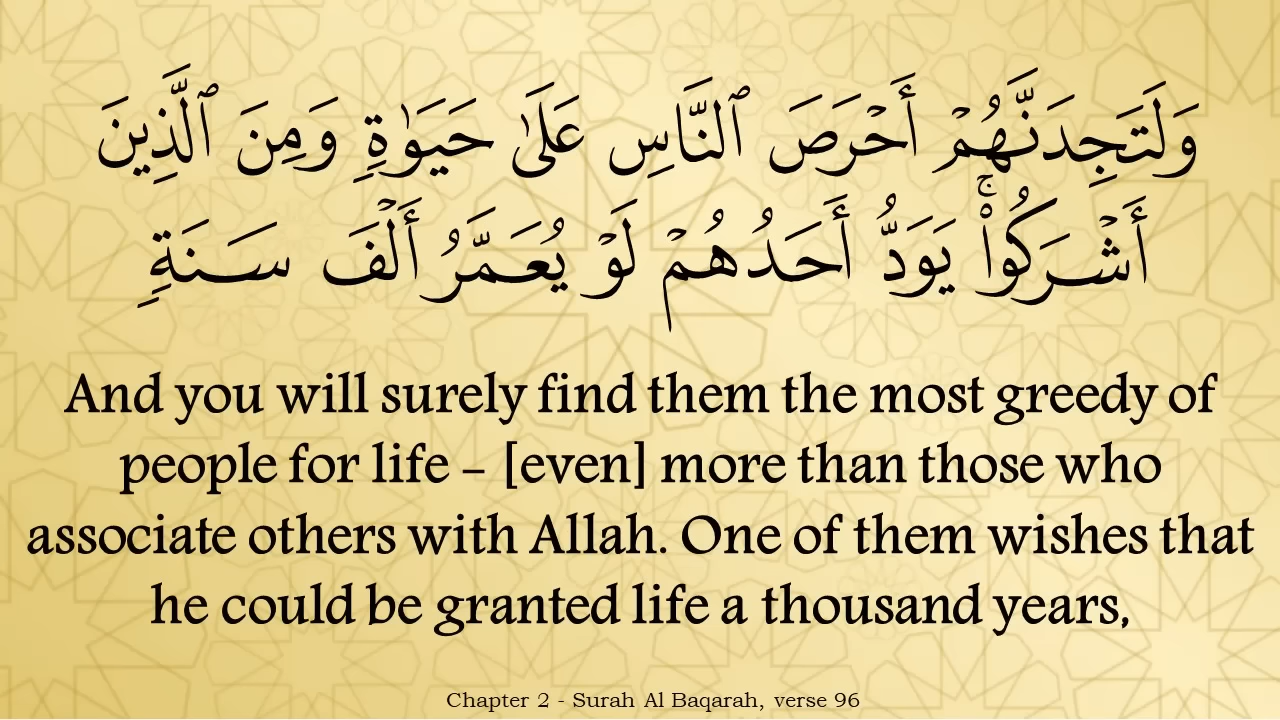 وَلَتَجِدَنَّهُمْ أَحْرَصَ ٱلنَّاسِ عَلَىٰ حَيَوٰةٍ وَمِنَ ٱلَّذِينَ
أَشْرَكُوا۟ ۚ يَوَدُّ أَحَدُهُمْ لَوْ يُعَمَّرُ أَلْفَ سَنَةٍ
And you will surely find them the most greedy of
people for life – [even] more than those who
associate others with Allah. One of them wishes that
he could be granted life a thousand years,
Chapter 2 - Surah Al Baqarah, verse 96